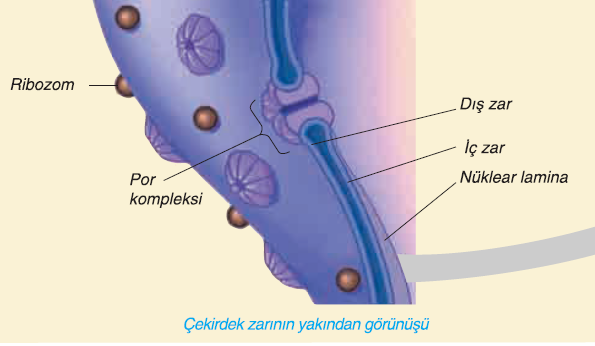 Ribozom
Dış zar
İç zar
Por
kompleksi
Nüklear lamina
Çekirdek zarının yakından görünüşü